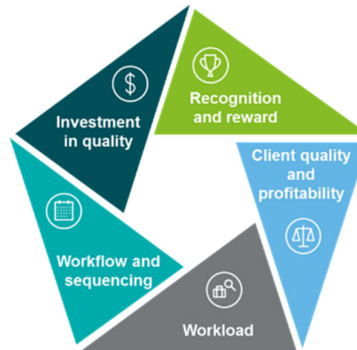 Investment
in quality
Recognition
and reward
Client quality
and
profitability
Workflow and
sequencing
Workload